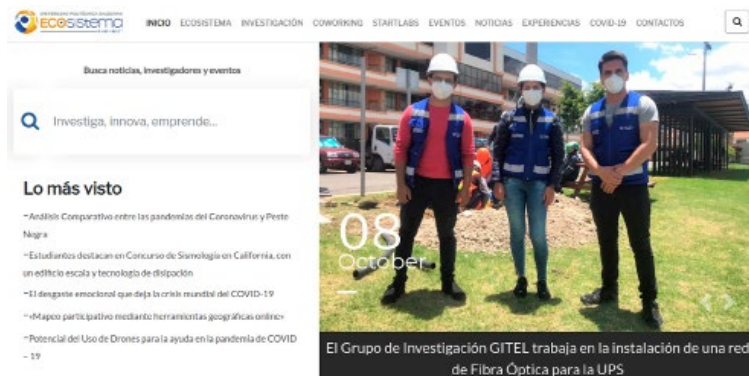 UNIVERSIDAD POLITÉCNICA SALESIANA
ECOsistema
INICIO ECOSISTEMA INVESTIGACIÓN COWORKING STARTLABS EVENTOS NOTICIAS EXPERIENCIAS COVID-19 CONTACTOS
Busca noticias, investigadores y eventos
Investiga, innova, emprende...
Lo más visto
–Análisis Comparativo entre las pandemias del Coronavirus y Peste
Negra
–Estudiantes destacan en Concurso de Sismología en California, con
un edificio escala y tecnología de disipación
–El desgaste emocional que deja la crisis mundial del COVID-19
–«Mapeo participativo mediante herramientas geográficas online»
–Potencial del Uso de Drones para la ayuda en la pandemia de COVID
– 19
08
October
El Grupo de Investigación GITEL trabaja en la instalación de una red
de Fibra Óptica para la UPS